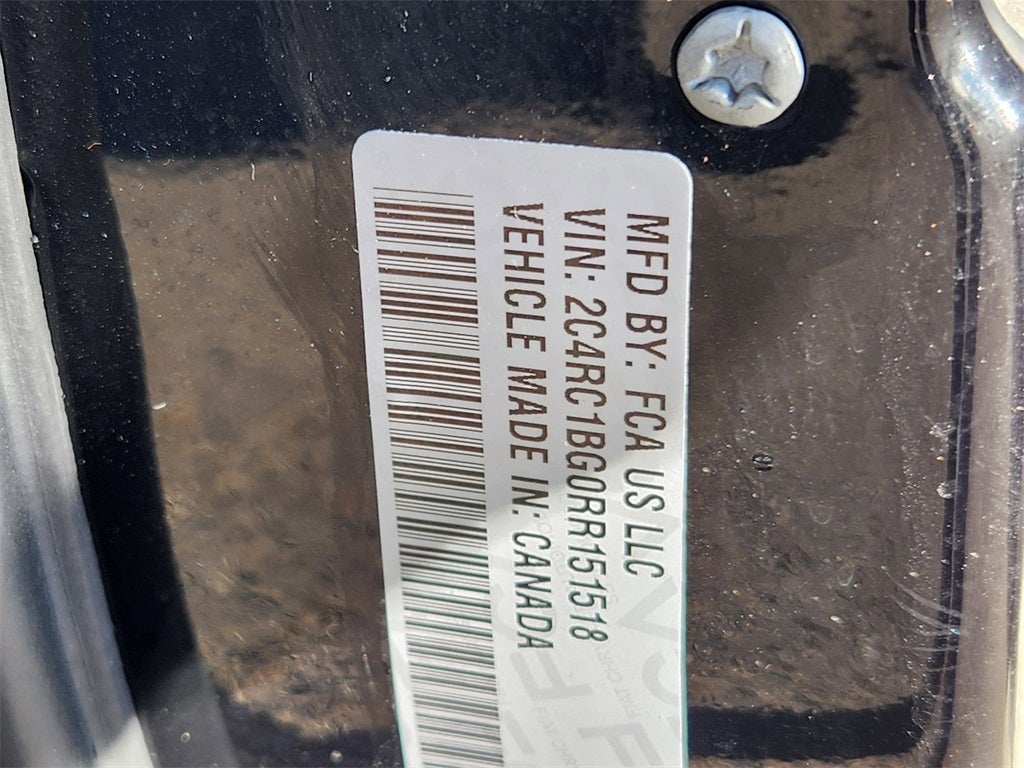 MFD BY: FCA US LLC
VIN: 2C4RC1BG0RR151518
VEHICLE MADE IN: CANADA